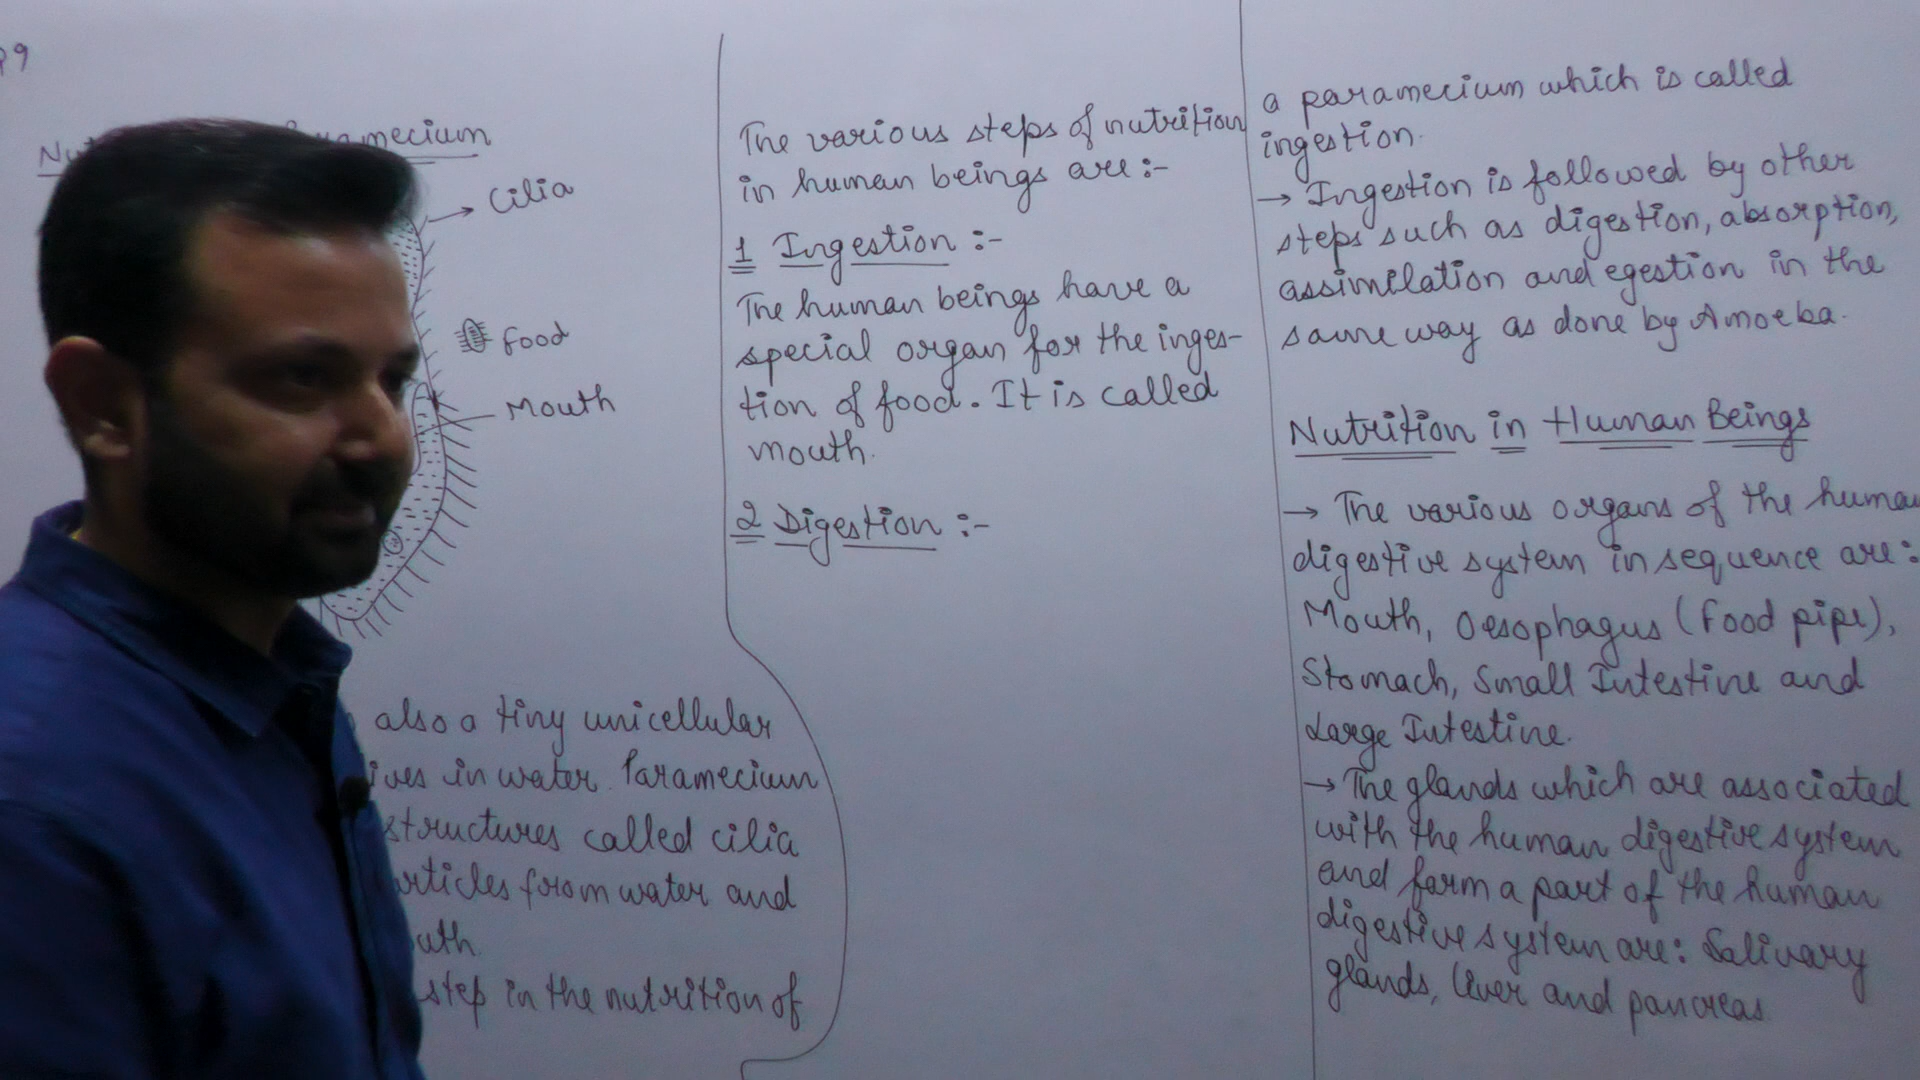 Paramecium
Cilia
food
Mouth
also a tiny unicellular
in water. Paramecium
structures called cilia
from water and
step in the nutrition of
a paramecium which is called
ingestion.
→ Ingestion is followed by other
steps such as digestion, absorption,
assimilation and egestion in the
same way as done by Amoeba.
Nutrition in Human Beings
→ The various organs of the human
digestive system in sequence are:
Mouth, Oesophagus (Food pipe),
Stomach, Small Intestine and
Large Intestine.
→ The glands which are associated
with the human digestive system
and form a part of the human
digestive system are: Salivary
glands, liver and pancreas
The various steps of nutrition
in human beings are:-
1 Ingestion :-
The human beings have a
special organ for the inges-
tion of food. It is called
mouth.
2 Digestion :-